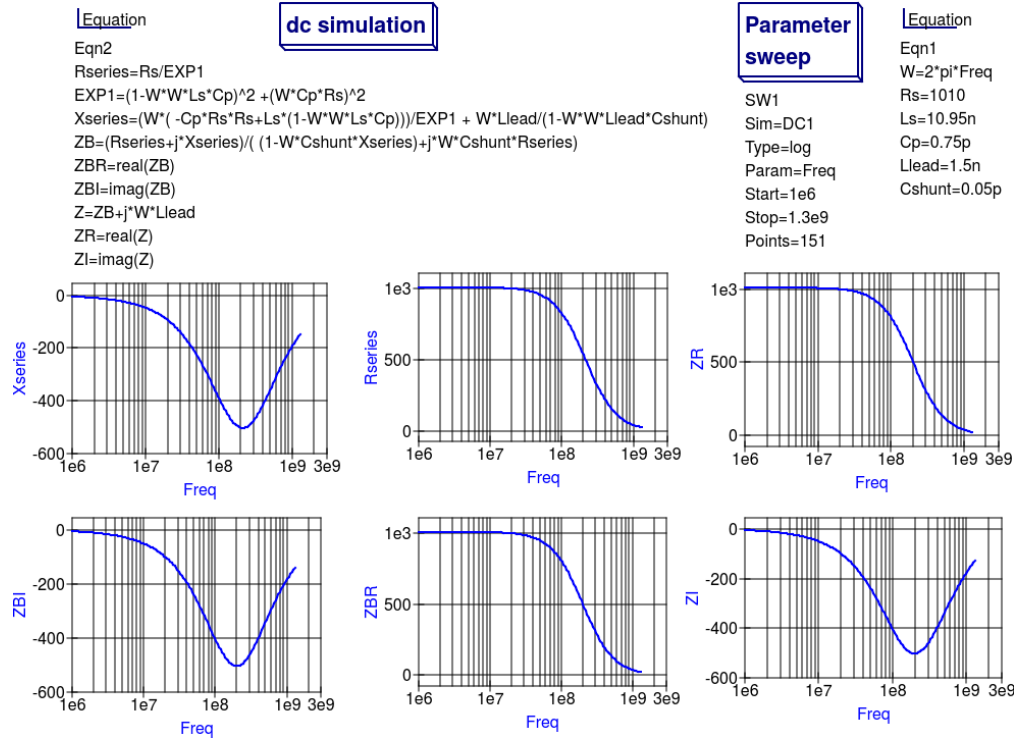 Equation
Eqn2
Rseries=Rs/EXP1
EXP1=(1-W*W*Ls*Cp)^2 +(W*Cp*Rs)^2
Xseries=(W*( -Cp*Rs*Rs+Ls*(1-W*W*Ls*Cp)))/EXP1 + W*Llead/(1-W*W*Llead*Cshunt)
ZB=(Rseries+j*Xseries)/( (1-W*Cshunt*Xseries)+j*W*Cshunt*Rseries)
ZBR=real(ZB)
ZBI=imag(ZB)
Z=ZB+j*W*Llead
ZR=real(Z)
ZI=imag(Z)
dc simulation
Parameter
sweep
SW1
Sim=DC1
Type=log
Param=Freq
Start=1e6
Stop=1.3e9
Points=151
Equation
Eqn1
W=2*pi*Freq
Rs=1010
Ls=10.95n
Cp=0.75p
Llead=1.5n
Cshunt=0.05p
Xseries
0
-200
-400
-600
1e6 1e7 1e8 1e9 3e9
Freq
Rseries
1e3
500
0
1e6 1e7 1e8 1e9 3e9
Freq
ZR
1e3
500
0
1e6 1e7 1e8 1e9 3e9
Freq
ZBI
0
-200
-400
-600
1e6 1e7 1e8 1e9 3e9
Freq
ZBR
1e3
500
0
1e6 1e7 1e8 1e9 3e9
Freq
ZI
0
-200
-400
-600
1e6 1e7 1e8 1e9 3e9
Freq